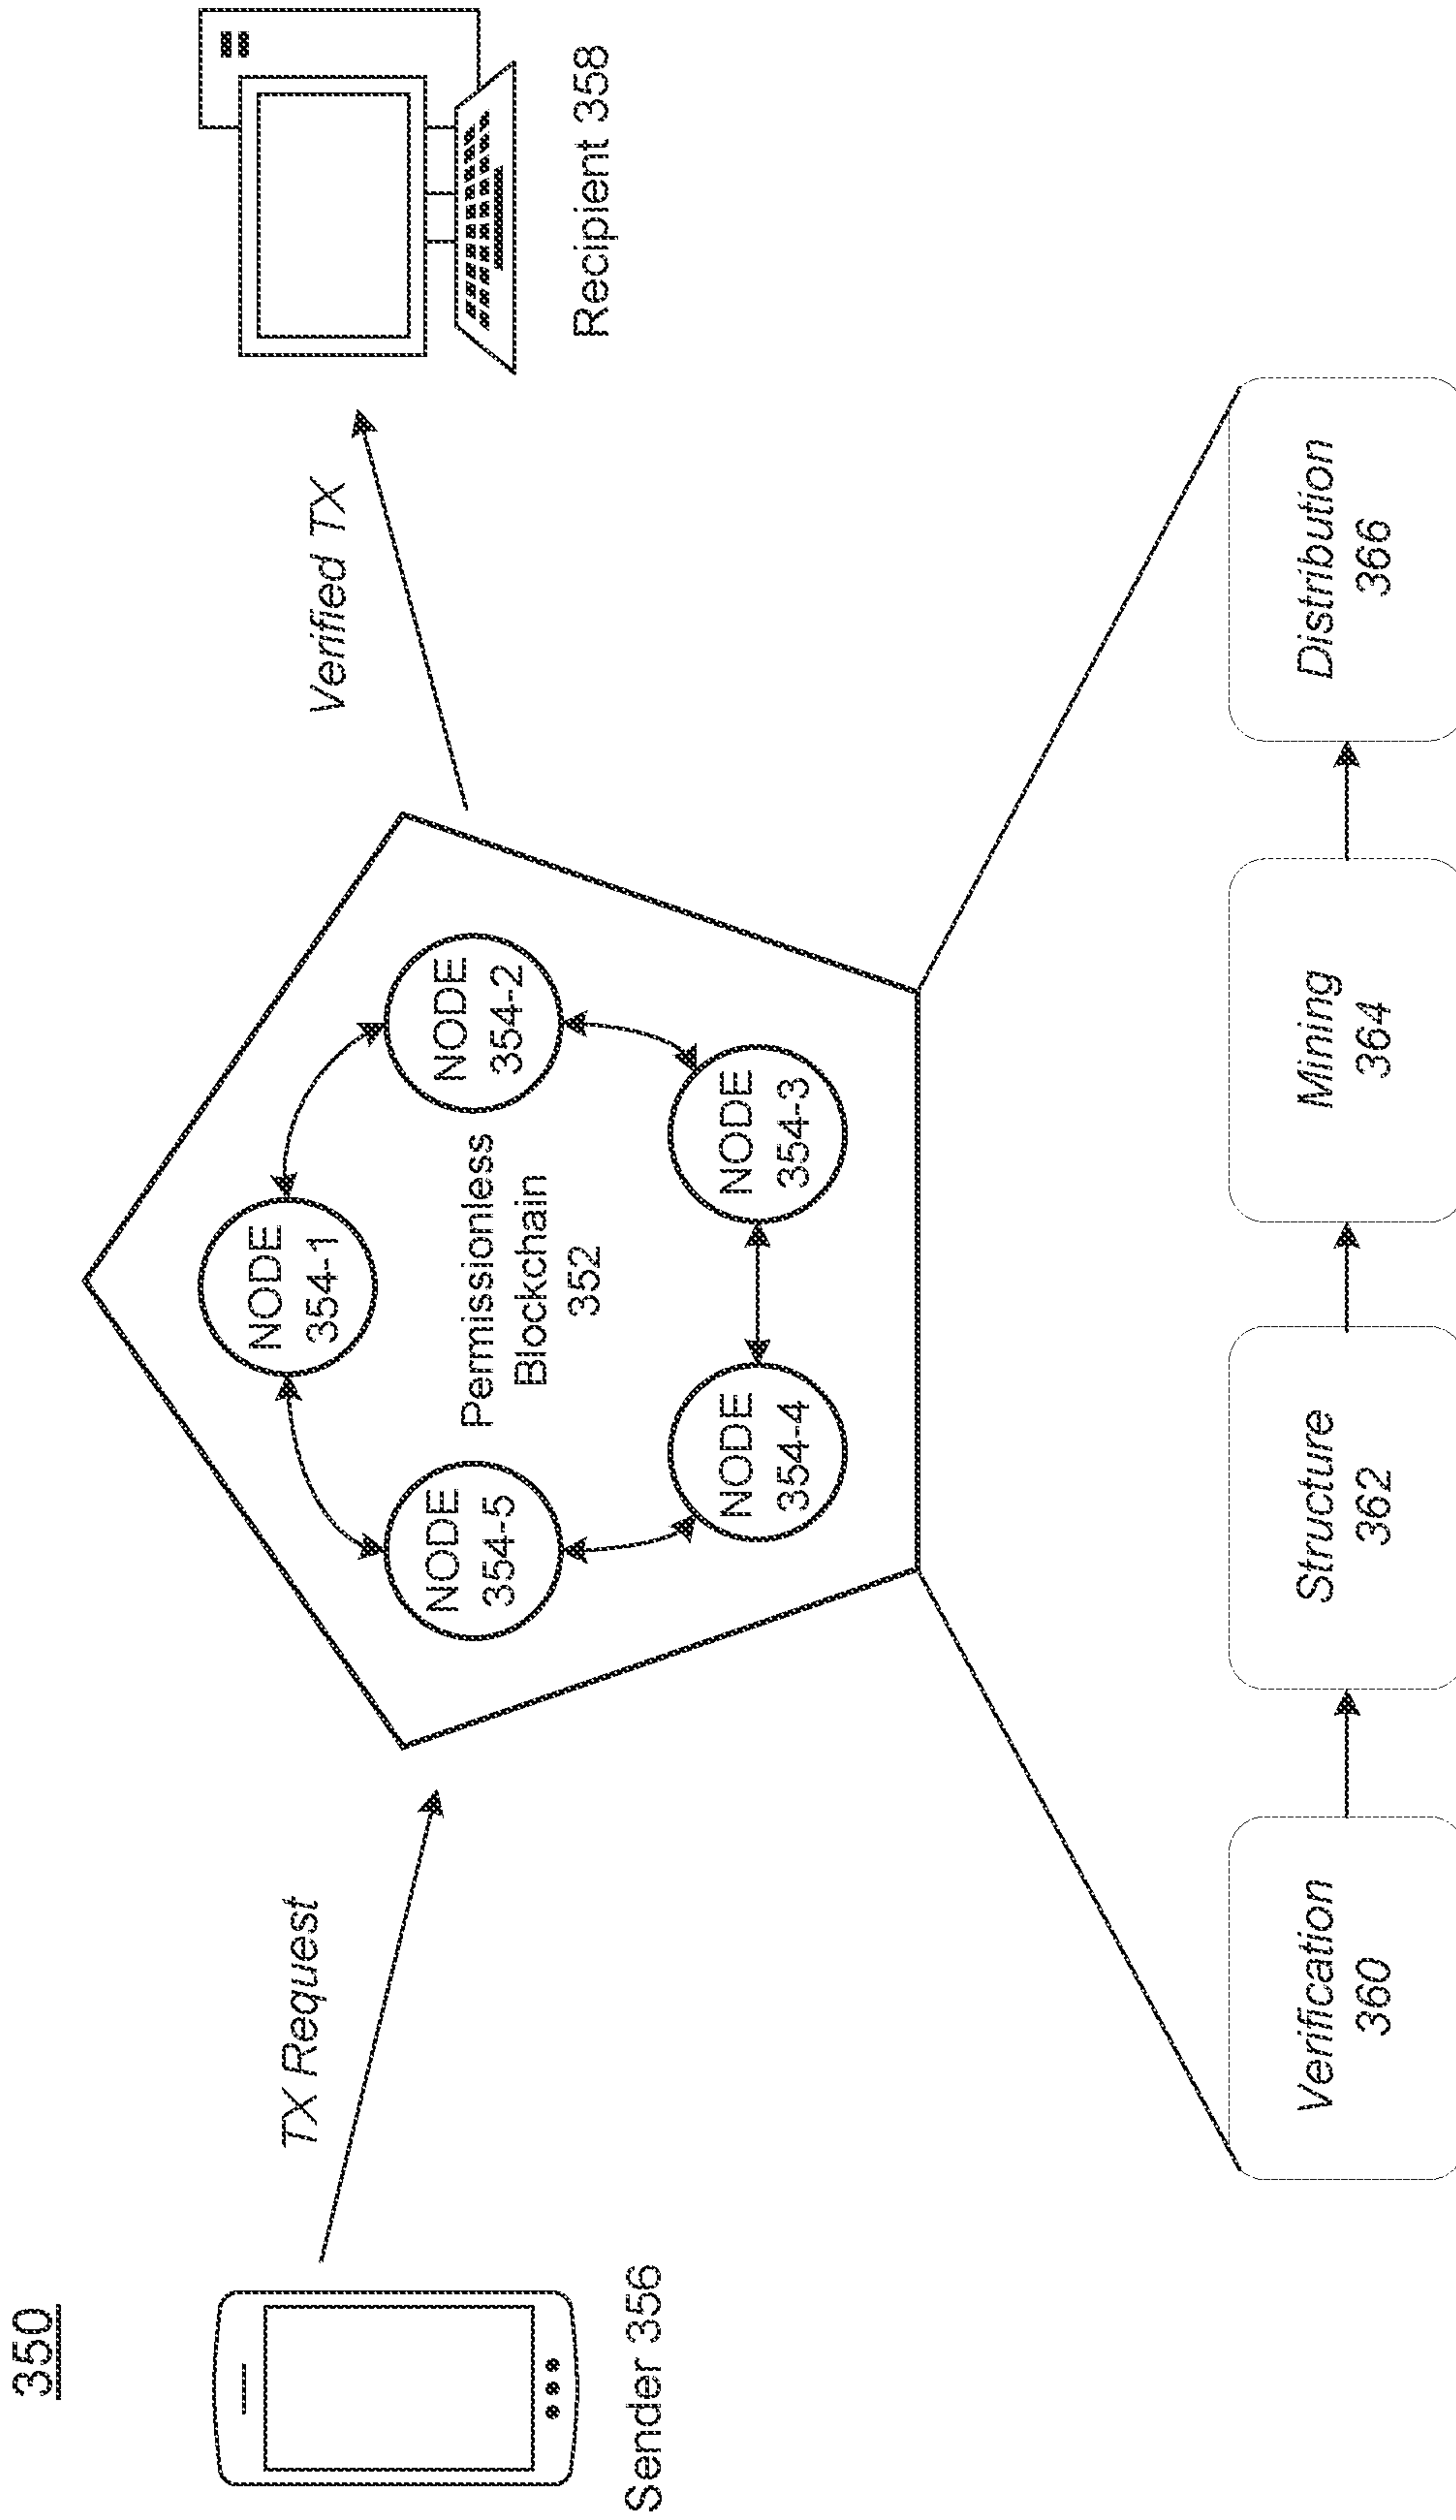 350
TX Request
Verified TX
Sender 356
Recipient 358
NODE
354-1
NODE
354-2
NODE
354-3
NODE
354-4
NODE
354-5
Permissionless
Blockchain
352
Verification
360
Structure
362
Mining
364
Distribution
366